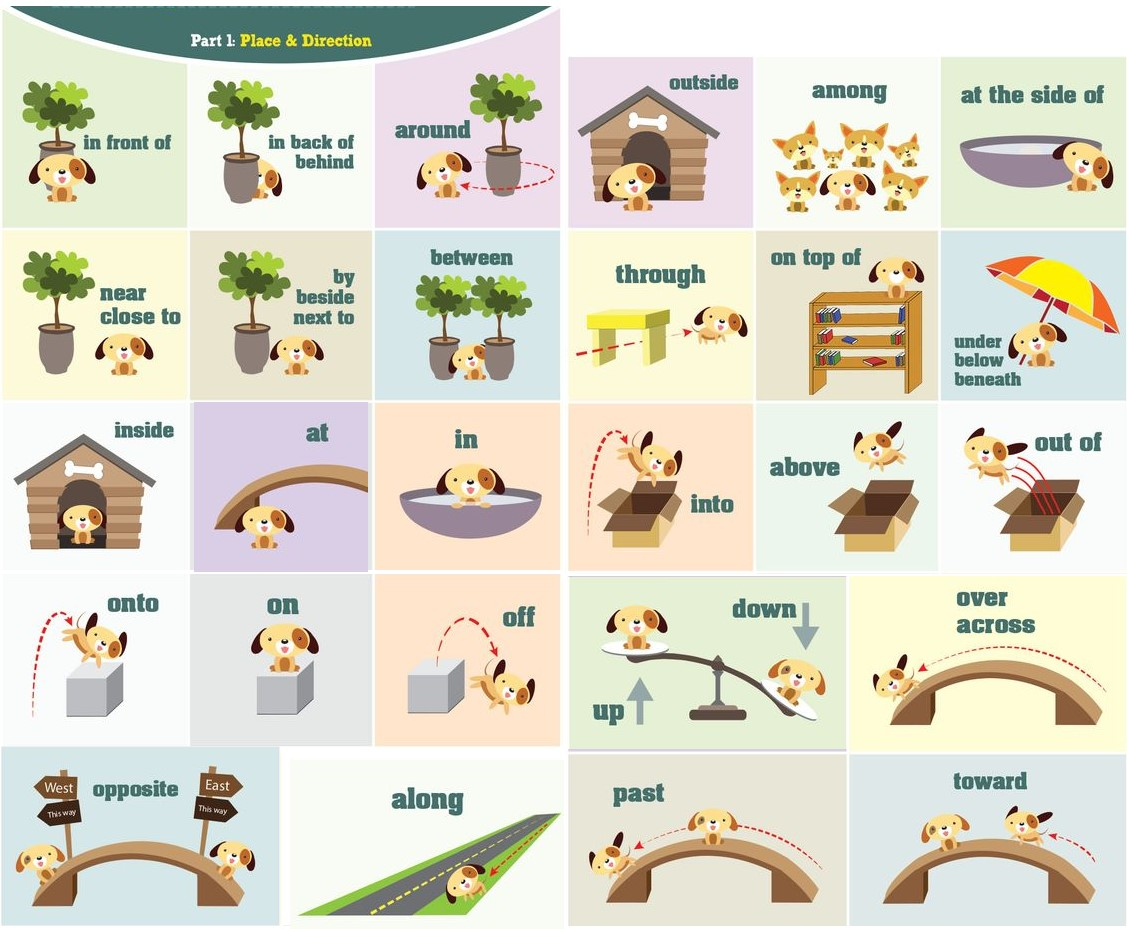 Part 1: Place & Direction
in front of
in back of
behind
around
outside
among
at the side of
near
close to
by
beside
next to
between
through
on top of
under
below
beneath
inside
at
in
into
above
out of
onto
on
off
down
up
over
across
West
This way
opposite
East
This way
along
past
toward